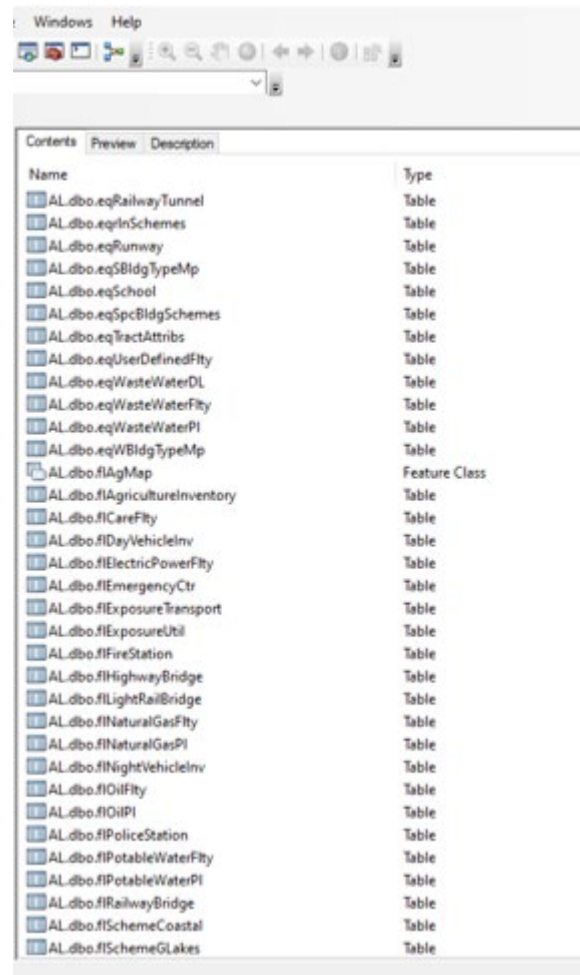 Windows Help
Contents Preview Description
Name Type
AL.dbo.eqRailwayTunnel Table
AL.dbo.eqrInSchemes Table
AL.dbo.eqRunway Table
AL.dbo.eqSBldgTypeMp Table
AL.dbo.eqSchool Table
AL.dbo.eqSpcBldgSchemes Table
AL.dbo.eqTractAttribs Table
AL.dbo.eqUserDefinedFlty Table
AL.dbo.eqWasteWaterDL Table
AL.dbo.eqWasteWaterFlty Table
AL.dbo.eqWasteWaterPl Table
AL.dbo.eqWBldgTypeMp Table
AL.dbo.flAgMap Feature Class
AL.dbo.flAgricultureInventory Table
AL.dbo.flCareFlty Table
AL.dbo.flDayVehicleInv Table
AL.dbo.flElectricPowerFlty Table
AL.dbo.flEmergencyCtr Table
AL.dbo.flExposureTransport Table
AL.dbo.flExposureUtil Table
AL.dbo.flFireStation Table
AL.dbo.flHighwayBridge Table
AL.dbo.flLightRailBridge Table
AL.dbo.flNaturalGasFlty Table
AL.dbo.flNaturalGasPl Table
AL.dbo.flNightVehicleInv Table
AL.dbo.flOilFlty Table
AL.dbo.flOilPl Table
AL.dbo.flPoliceStation Table
AL.dbo.flPotableWaterFlty Table
AL.dbo.flPotableWaterPl Table
AL.dbo.flRailwayBridge Table
AL.dbo.flSchemeCoastal Table
AL.dbo.flSchemeGLakes Table